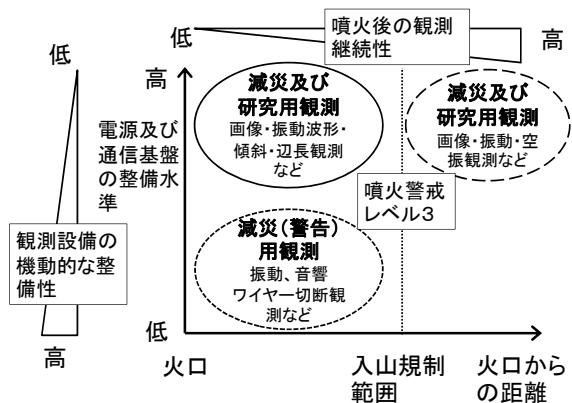 低
噴火後の観測
継続性
高
低
高
減災及び
研究用観測
画像・振動波形・
傾斜・辺長観測
など
減災及び
研究用観測
画像・振動・空
振観測など
電源及び
通信基盤
の整備水
準
噴火警戒
レベル３
観測設備の
機動的な整
備性
減災（警告）
用観測
振動、音響
ワイヤー切断観
測など
高
低
火口
入山規制
範囲
火口から
の距離